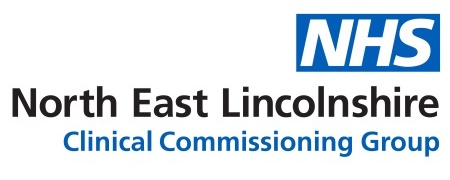 NHS
North East Lincolnshire
Clinical Commissioning Group